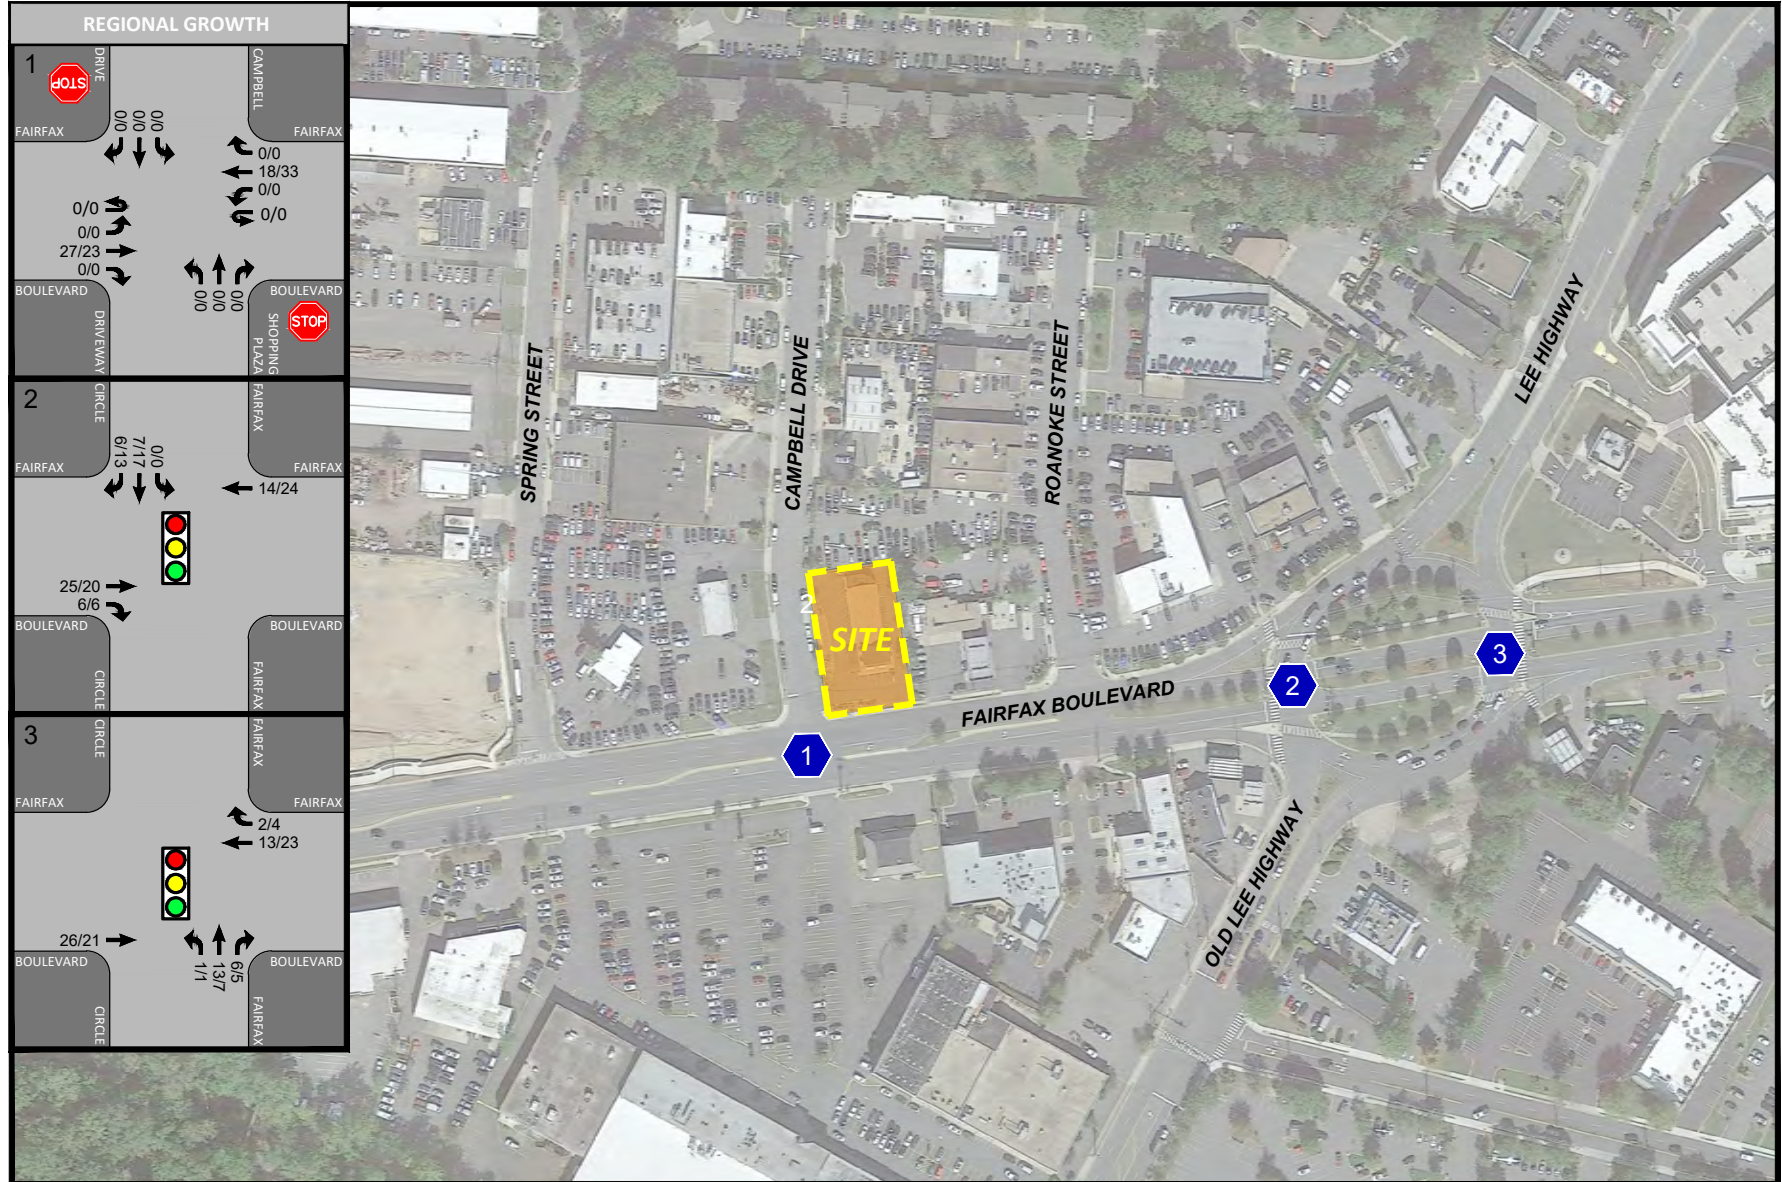 REGIONAL GROWTH
1
STOP
DRIVE
CAMPBELL
FAIRFAX
FAIRFAX
0/0
0/0
0/0
0/0
18/33
0/0
0/0
0/0
0/0
27/23
0/0
0/0
0/0
0/0
BOULEVARD
BOULEVARD
DRIVEWAY
SHOPPING
PLAZA
STOP
2
CIRCLE
FAIRFAX
FAIRFAX
FAIRFAX
6/13
7/17
0/0
14/24
25/20
6/6
BOULEVARD
BOULEVARD
CIRCLE
FAIRFAX
3
CIRCLE
FAIRFAX
FAIRFAX
FAIRFAX
2/4
13/23
26/21
1/1
13/7
6/5
BOULEVARD
BOULEVARD
CIRCLE
FAIRFAX
SPRING STREET
CAMPBELL DRIVE
ROANOKE STREET
LEE HIGHWAY
2
SITE
FAIRFAX BOULEVARD
1
2
3
OLD LEE HIGHWAY